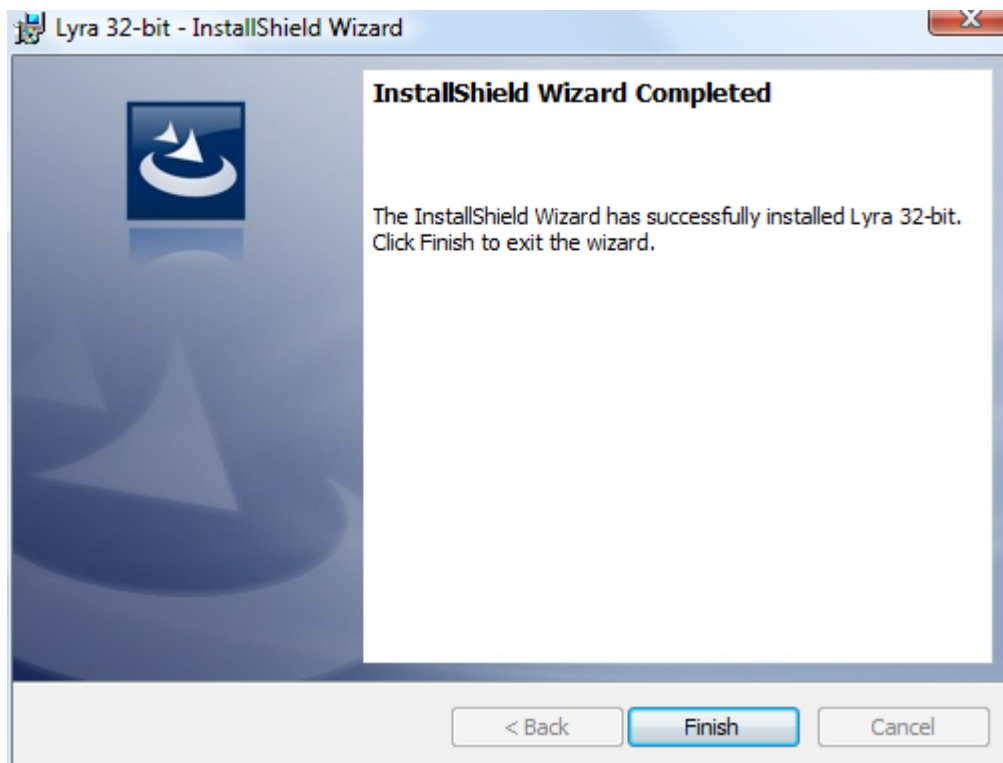 Lyra 32-bit - InstallShield Wizard
InstallShield Wizard Completed
The InstallShield Wizard has successfully installed Lyra 32-bit.
Click Finish to exit the wizard.
< Back Finish Cancel